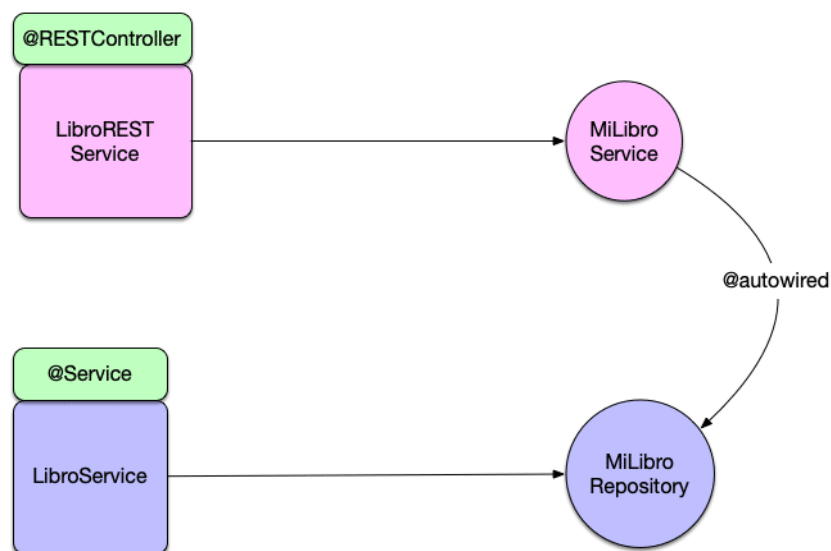 @RESTController
LibroREST
Service
MiLibro
Service
@autowired
@Service
LibroService
MiLibro
Repository